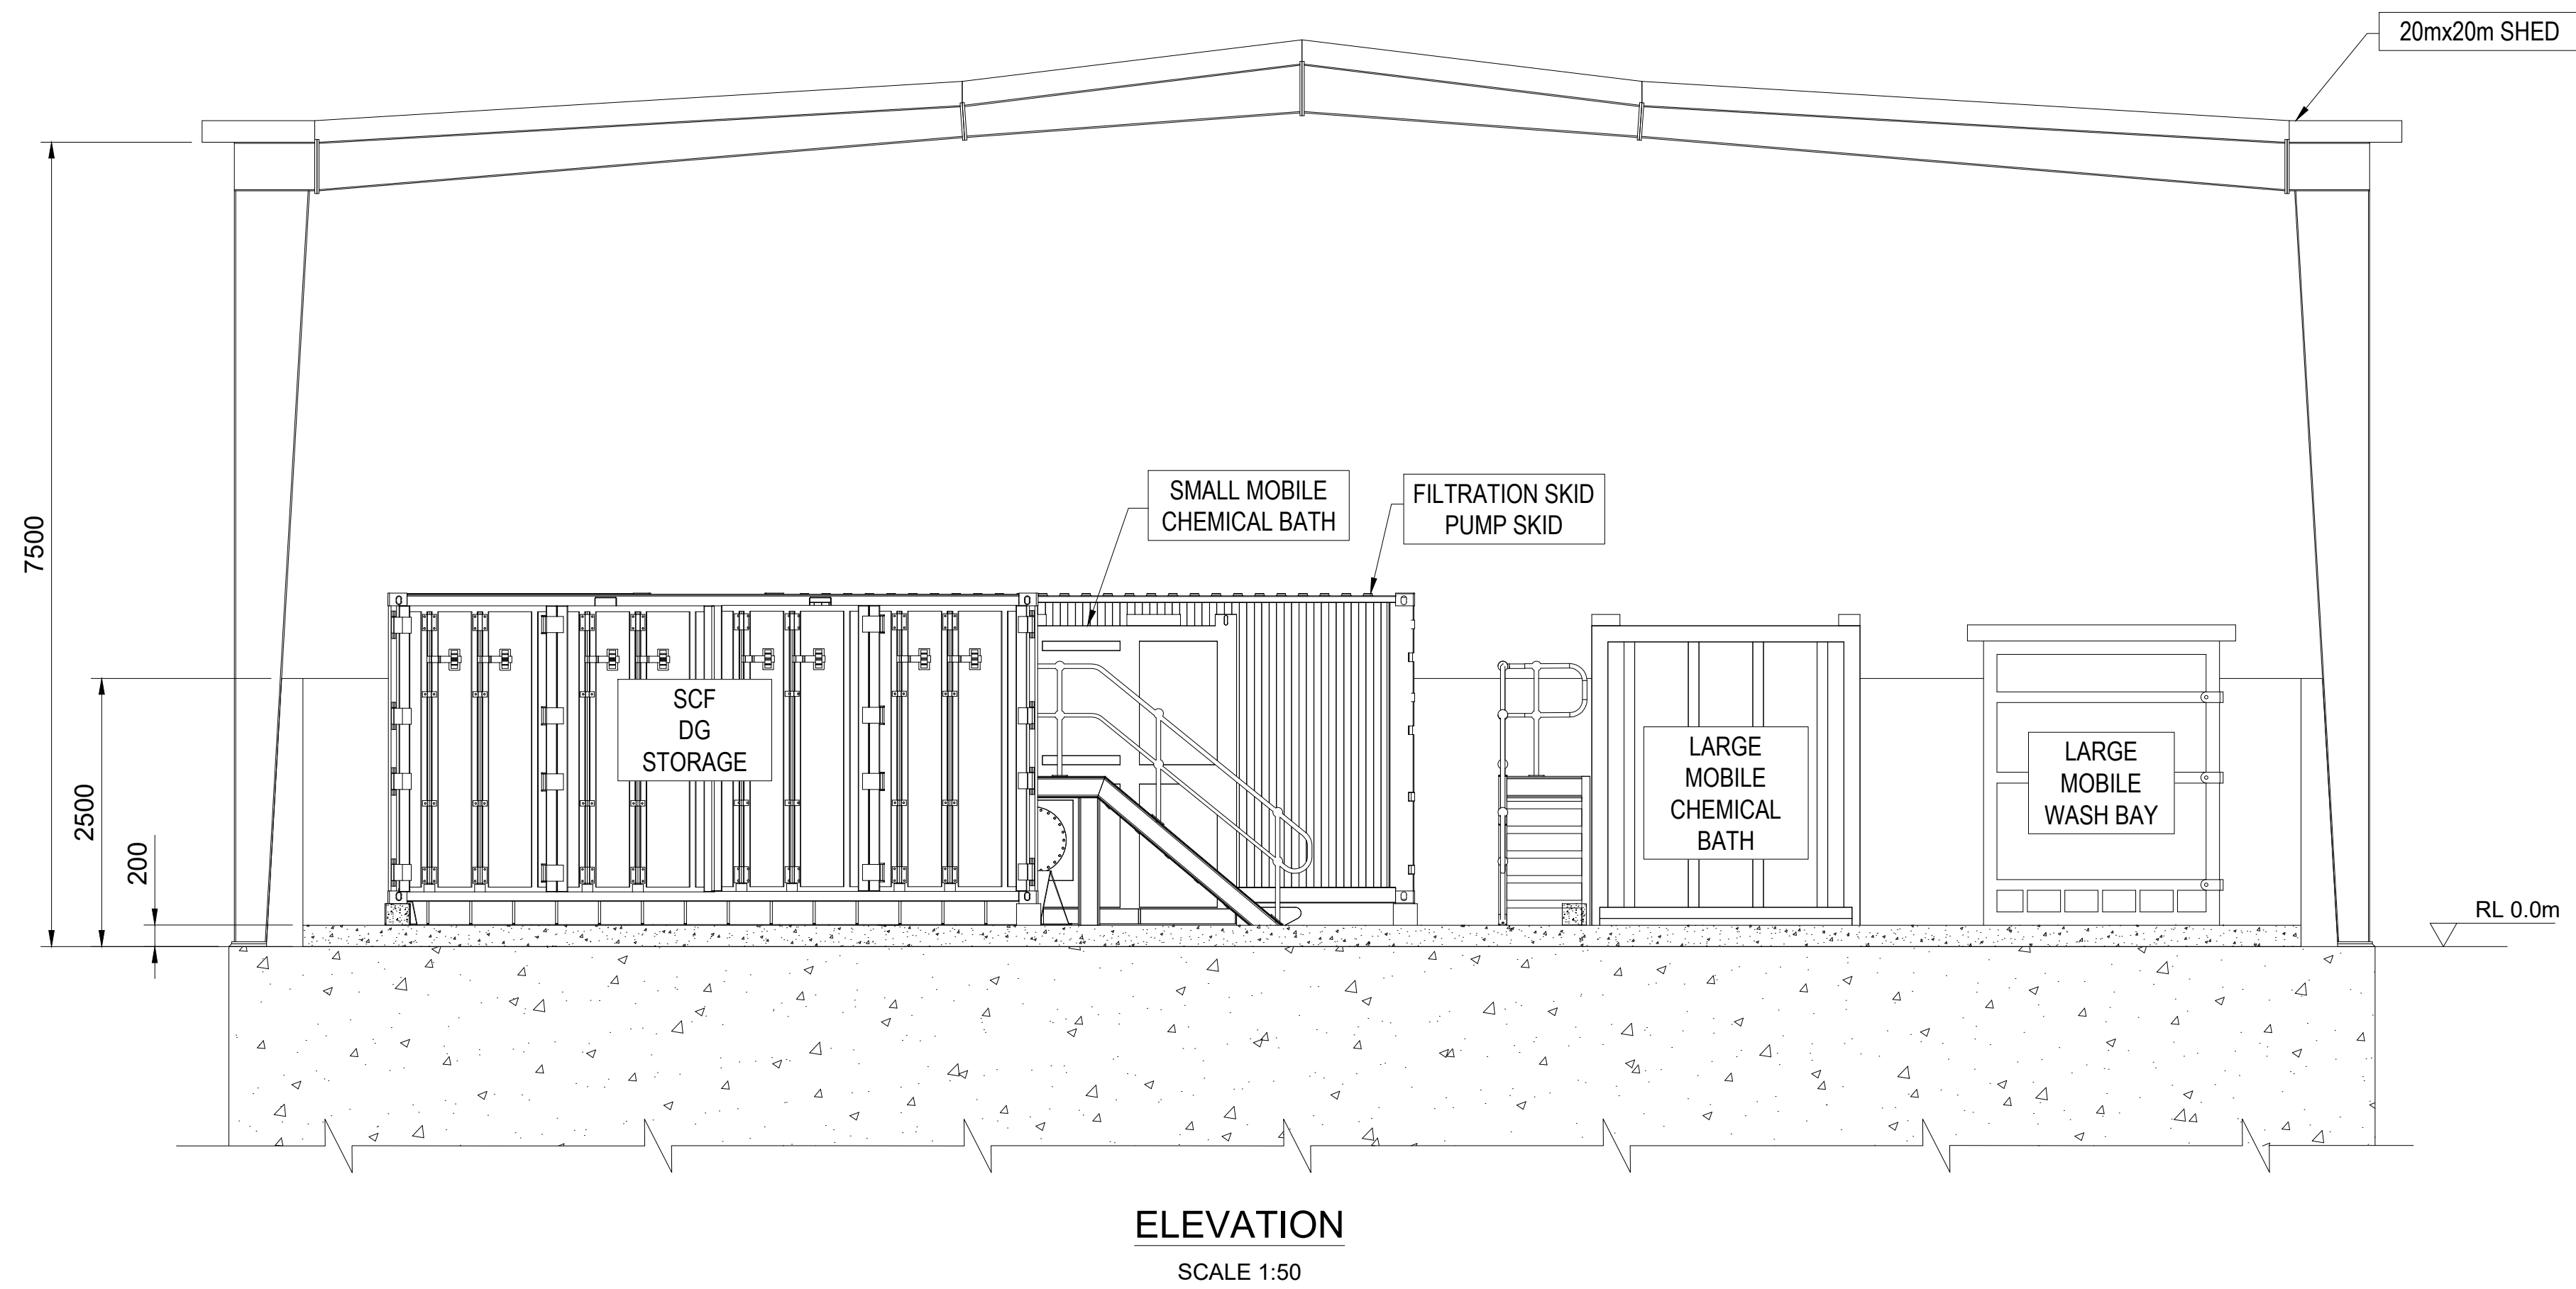 20mx20m SHED
SMALL MOBILE
CHEMICAL BATH
FILTRATION SKID
PUMP SKID
7500
2500
200
SCF
DG
STORAGE
LARGE
MOBILE
CHEMICAL
BATH
LARGE
MOBILE
WASH BAY
RL 0.0m
ELEVATION
SCALE 1:50